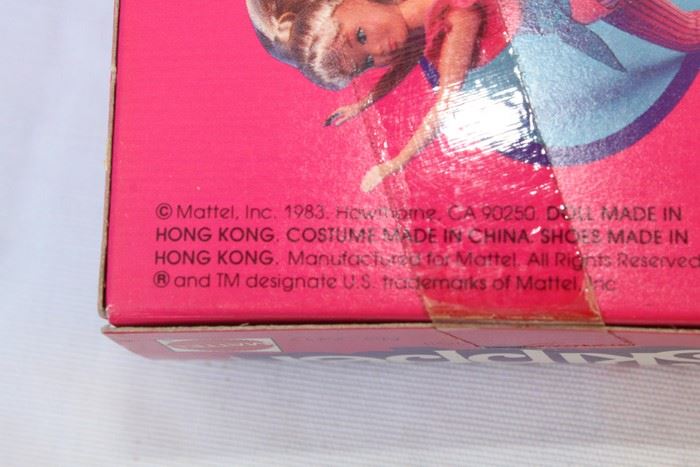 © Mattel, Inc. 1983. Hawthorne, CA 90250. DOLL MADE IN
HONG KONG. COSTUME MADE IN CHINA. SHOES MADE IN
HONG KONG. Manufactured for Mattel. All Rights Reserved
® and TM designate U.S. trademarks of Mattel, Inc